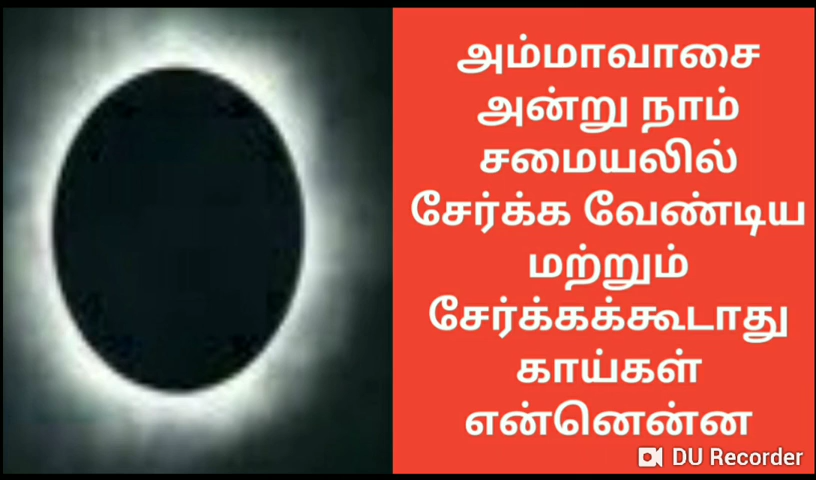 அம்மாவாசை
அன்று நாம்
சமையலில்
சேர்க்க வேண்டிய
மற்றும்
சேர்க்கக்கூடாது
காய்கள்
என்னென்ன
DU Recorder